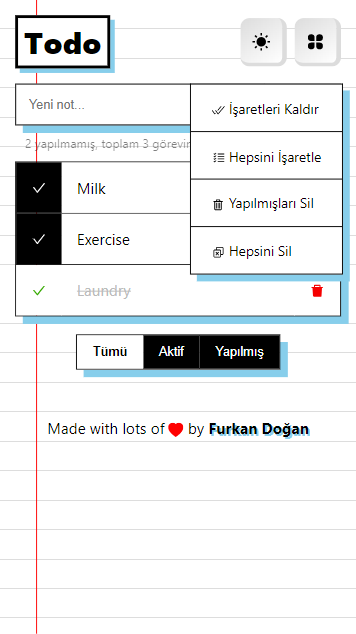 Todo
Yeni not...
İşaretleri Kaldır
2 yapılmamış, toplam 3 görevin
Hepsini İşaretle
Milk
Yapılmışları Sil
Exercise
Hepsini Sil
Laundry
Tümü Aktif Yapılmış
Made with lots of by Furkan Doğan